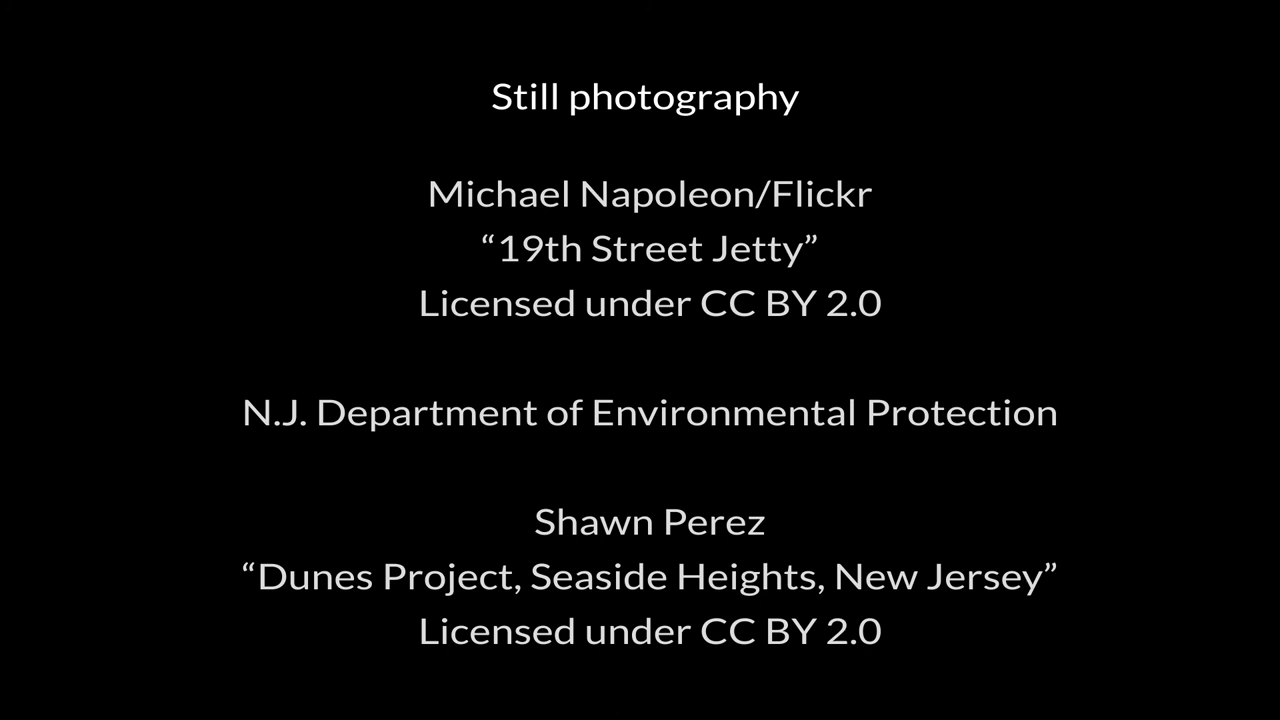 Still photography
Michael Napoleon/Flickr
“19th Street Jetty”
Licensed under CC BY 2.0
N.J. Department of Environmental Protection
Shawn Perez
“Dunes Project, Seaside Heights, New Jersey”
Licensed under CC BY 2.0